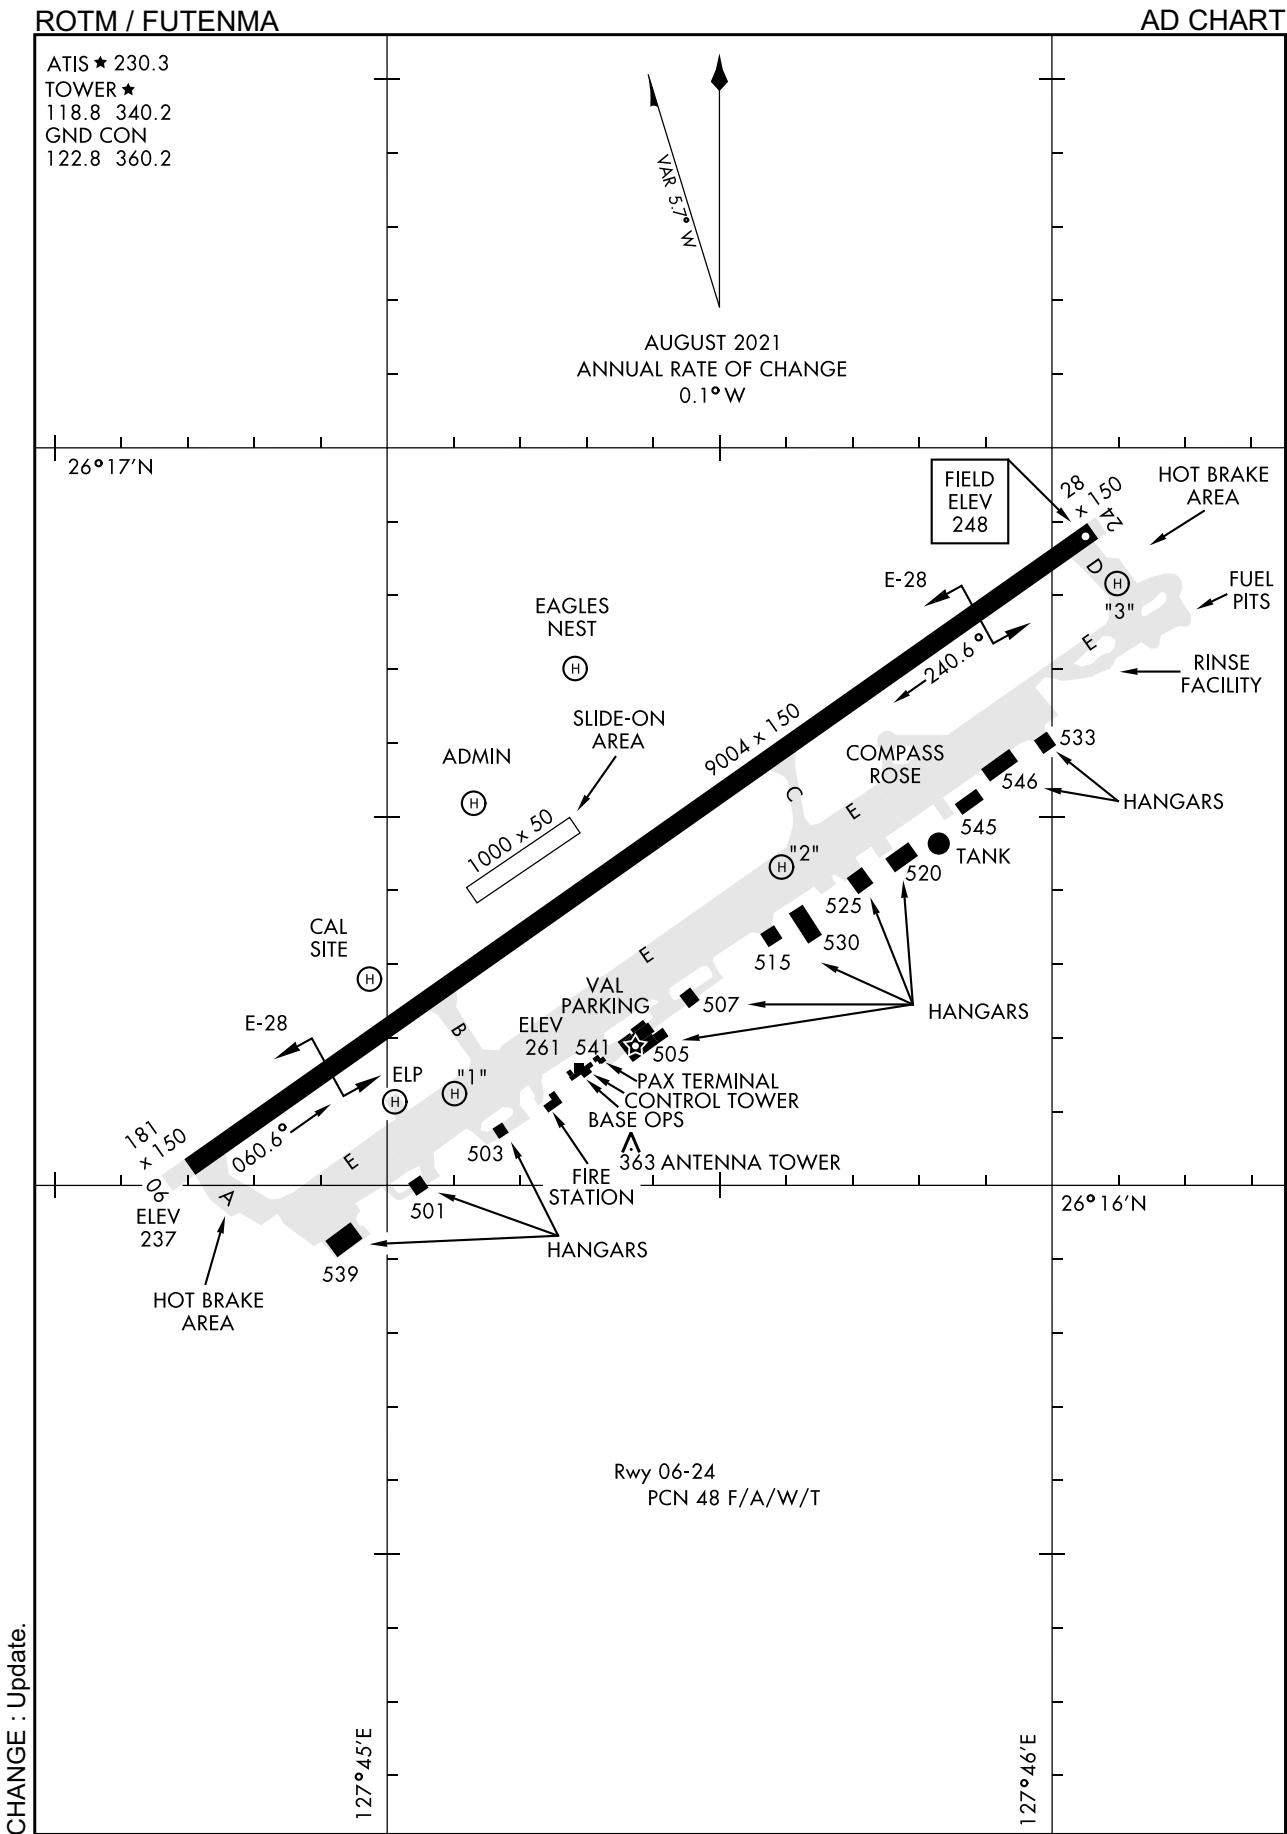 ROTM / FUTENMA
AD CHART
ATIS ★ 230.3
TOWER ★
118.8 340.2
GND CON
122.8 360.2
VAR 5.7° W
AUGUST 2021
ANNUAL RATE OF CHANGE
0.1° W
26°17'N
FIELD
ELEV
248
28
x 150
24
HOT BRAKE
AREA
D
H
"3"
FUEL
PITS
E-28
E
EAGLES
NEST
H
240.6°
RINSE
FACILITY
SLIDE-ON
AREA
9004 x 150
COMPASS
ROSE
533
ADMIN
H
546
HANGARS
C
E
1000 x 50
545
TANK
H
"2"
520
525
530
515
CAL
SITE
H
E
VAL
PARKING
507
HANGARS
E-28
B
ELEV
261
541
505
ELP
H
"1"
H
PAX TERMINAL
CONTROL TOWER
BASE OPS
181
x 150
06
060.6°
E
503
363 ANTENNA TOWER
FIRE
STATION
A
ELEV
237
501
26°16'N
HANGARS
539
HOT BRAKE
AREA
Rwy 06-24
PCN 48 F/A/W/T
127°45'E
127°46'E
CHANGE : Update.